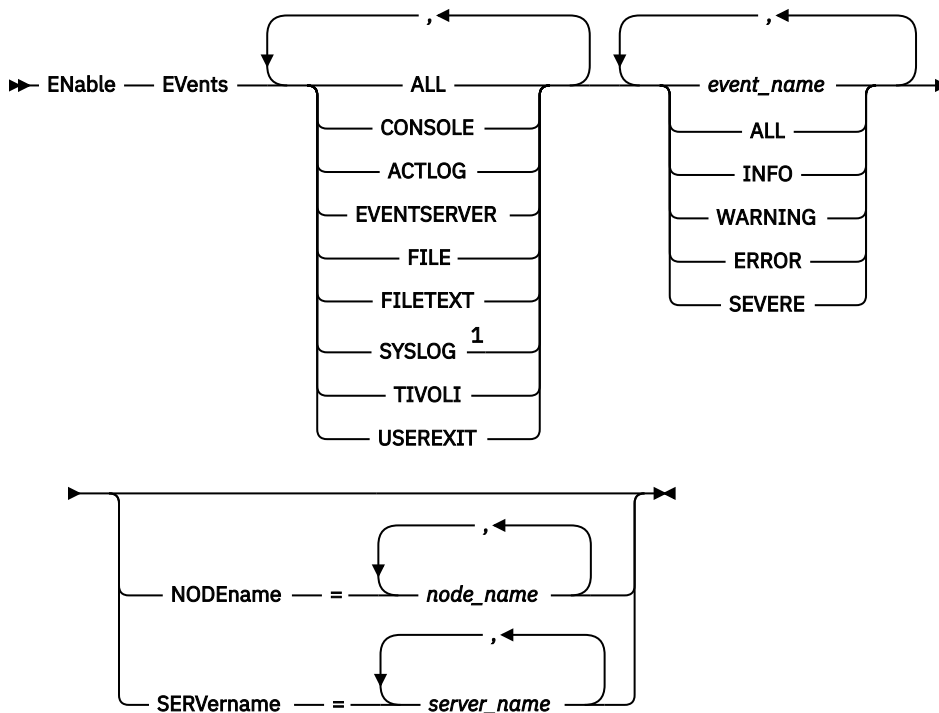 , ,
ENable EVents ALL event_name
CONSOLE ALL
ACTLOG INFO
EVENTSERVER WARNING
FILE ERROR
FILETEXT SEVERE
SYSLOG 1
TIVOLI
USEREXIT
,
NODEname = node_name
,
SERVername = server_name